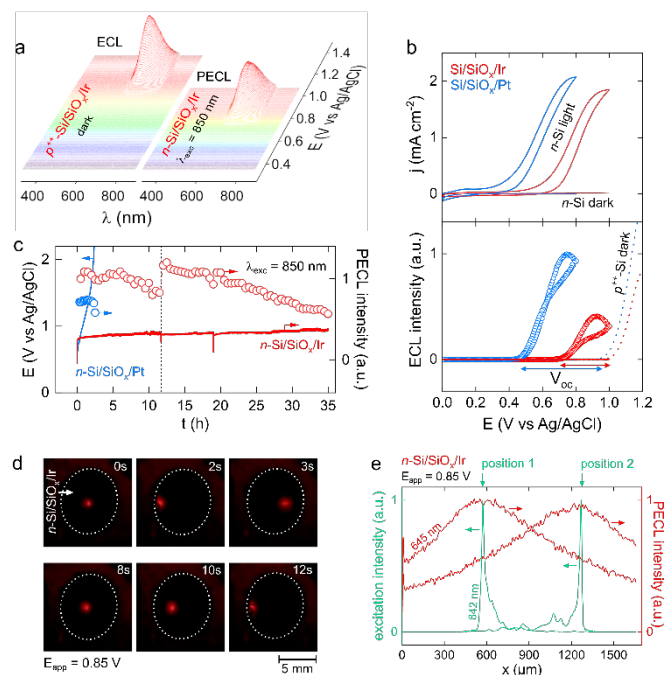 a
ECL
PECL
p++-Si/SiOx/Ir
dark
n-Si/SiOx/Ir
λexc = 850 nm
400
600
800
400
600
800
λ (nm)
0.4
0.6
0.8
1.0
1.2
1.4
E (V vs Ag/AgCl)
b
Si/SiOx/Ir
Si/SiOx/Pt
2
1
0
j (mA cm-2)
n-Si light
n-Si dark
1
0
ECL intensity (a.u.)
p++-Si dark
Voc
0.0
0.2
0.4
0.6
0.8
1.0
1.2
E (V vs Ag/AgCl)
c
λexc = 850 nm
2
1
0
E (V vs Ag/AgCl)
1
0
PECL intensity (a.u.)
n-Si/SiOx/Ir
n-Si/SiOx/Pt
0
5
10
15
20
25
30
35
t (h)
d
n-Si/SiOx/Ir
0s
2s
3s
8s
10s
12s
Eapp = 0.85 V
5 mm
e
n-Si/SiOx/Ir
Eapp = 0.85 V
position 1
position 2
1
0
excitation intensity (a.u.)
645 nm
842 nm
1
0
PECL intensity (a.u.)
0
300
600
900
1200
1500
x (μm)